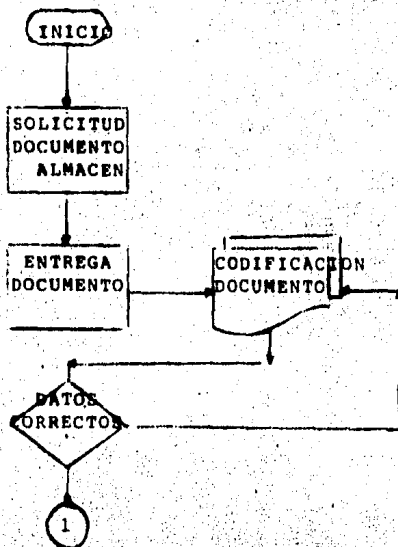 INICIO
SOLICITUD
DOCUMENTO
ALMACEN
ENTREGA
DOCUMENTO
CODIFICACION
DOCUMENTO
DATOS
CORRECTOS
1